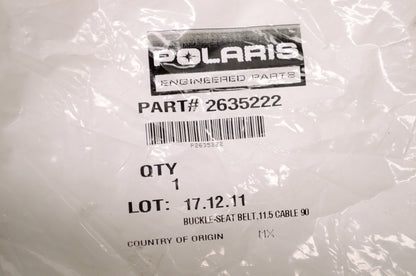 POLARIS
ENGINEERED PARTS
PART# 2635222
P2635222
QTY
1
LOT: 17.12.11
BUCKLE-SEAT BELT,11.5 CABLE 90
COUNTRY OF ORIGIN MX